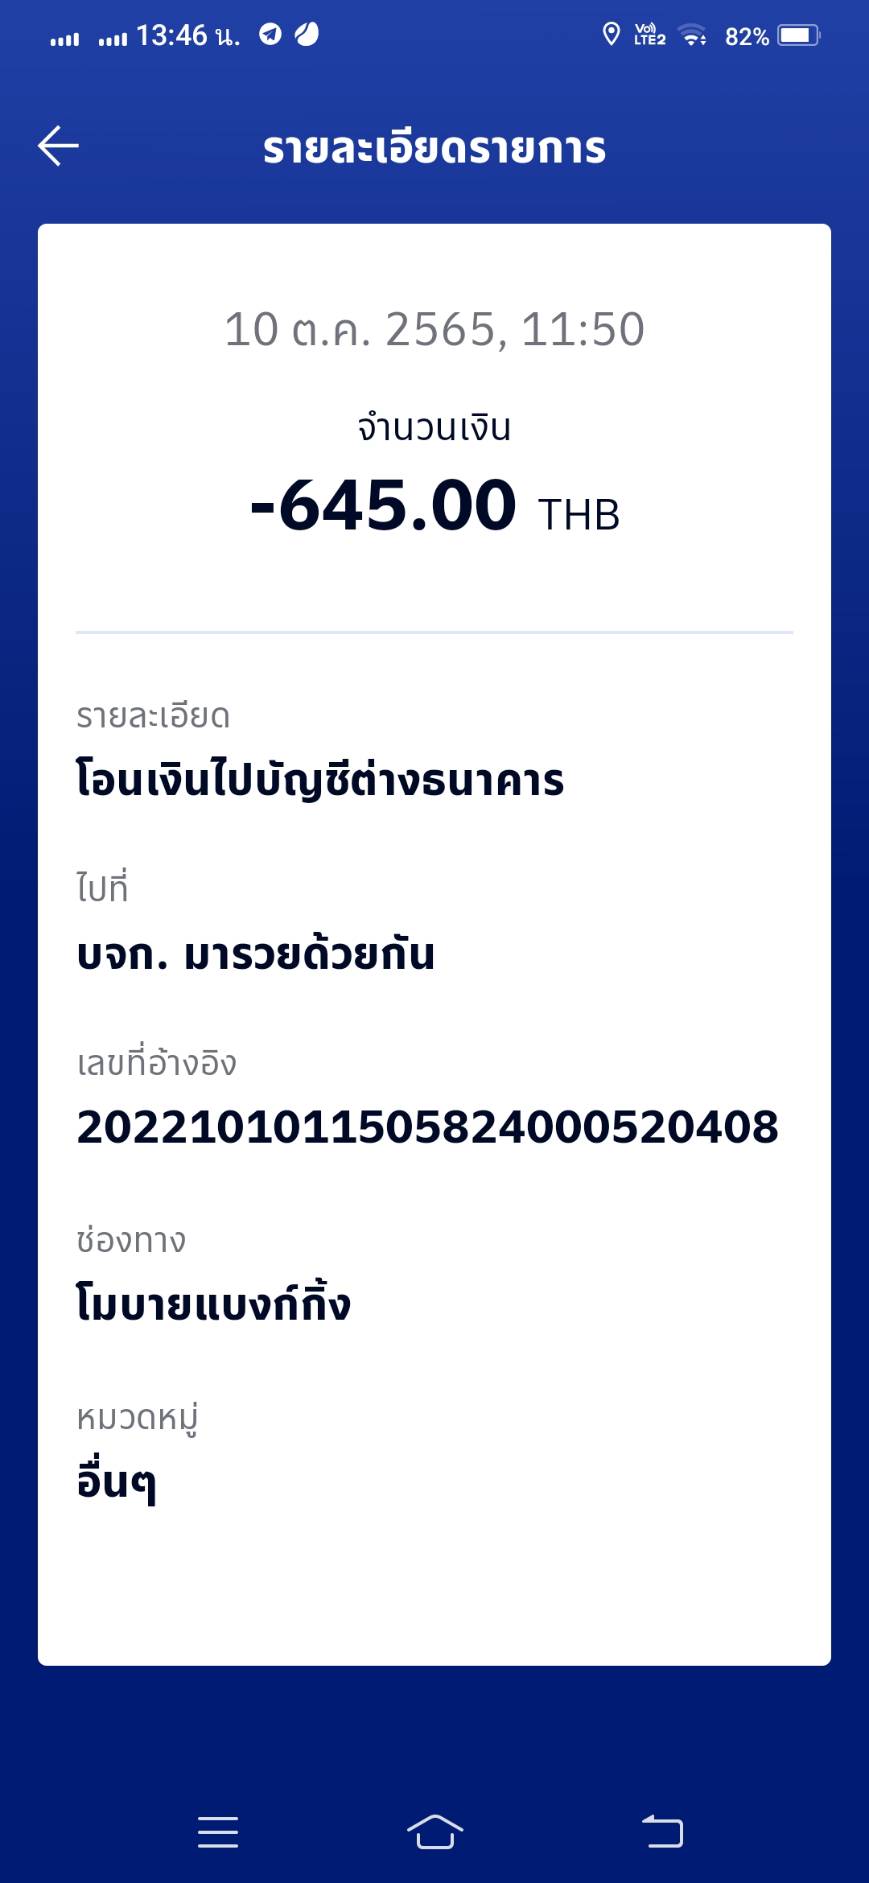 13:46 น.
Vo)) LTE2 82%
รายละเอียดรายการ
10 ต.ค. 2565, 11:50
จำนวนเงิน
-645.00 THB
รายละเอียด
โอนเงินไปบัญชีต่างธนาคาร
ไปที่
บจก. มารวยด้วยกัน
เลขที่อ้างอิง
2022101011505824000520408
ช่องทาง
โมบายแบงก์กิ้ง
หมวดหมู่
อื่นๆ